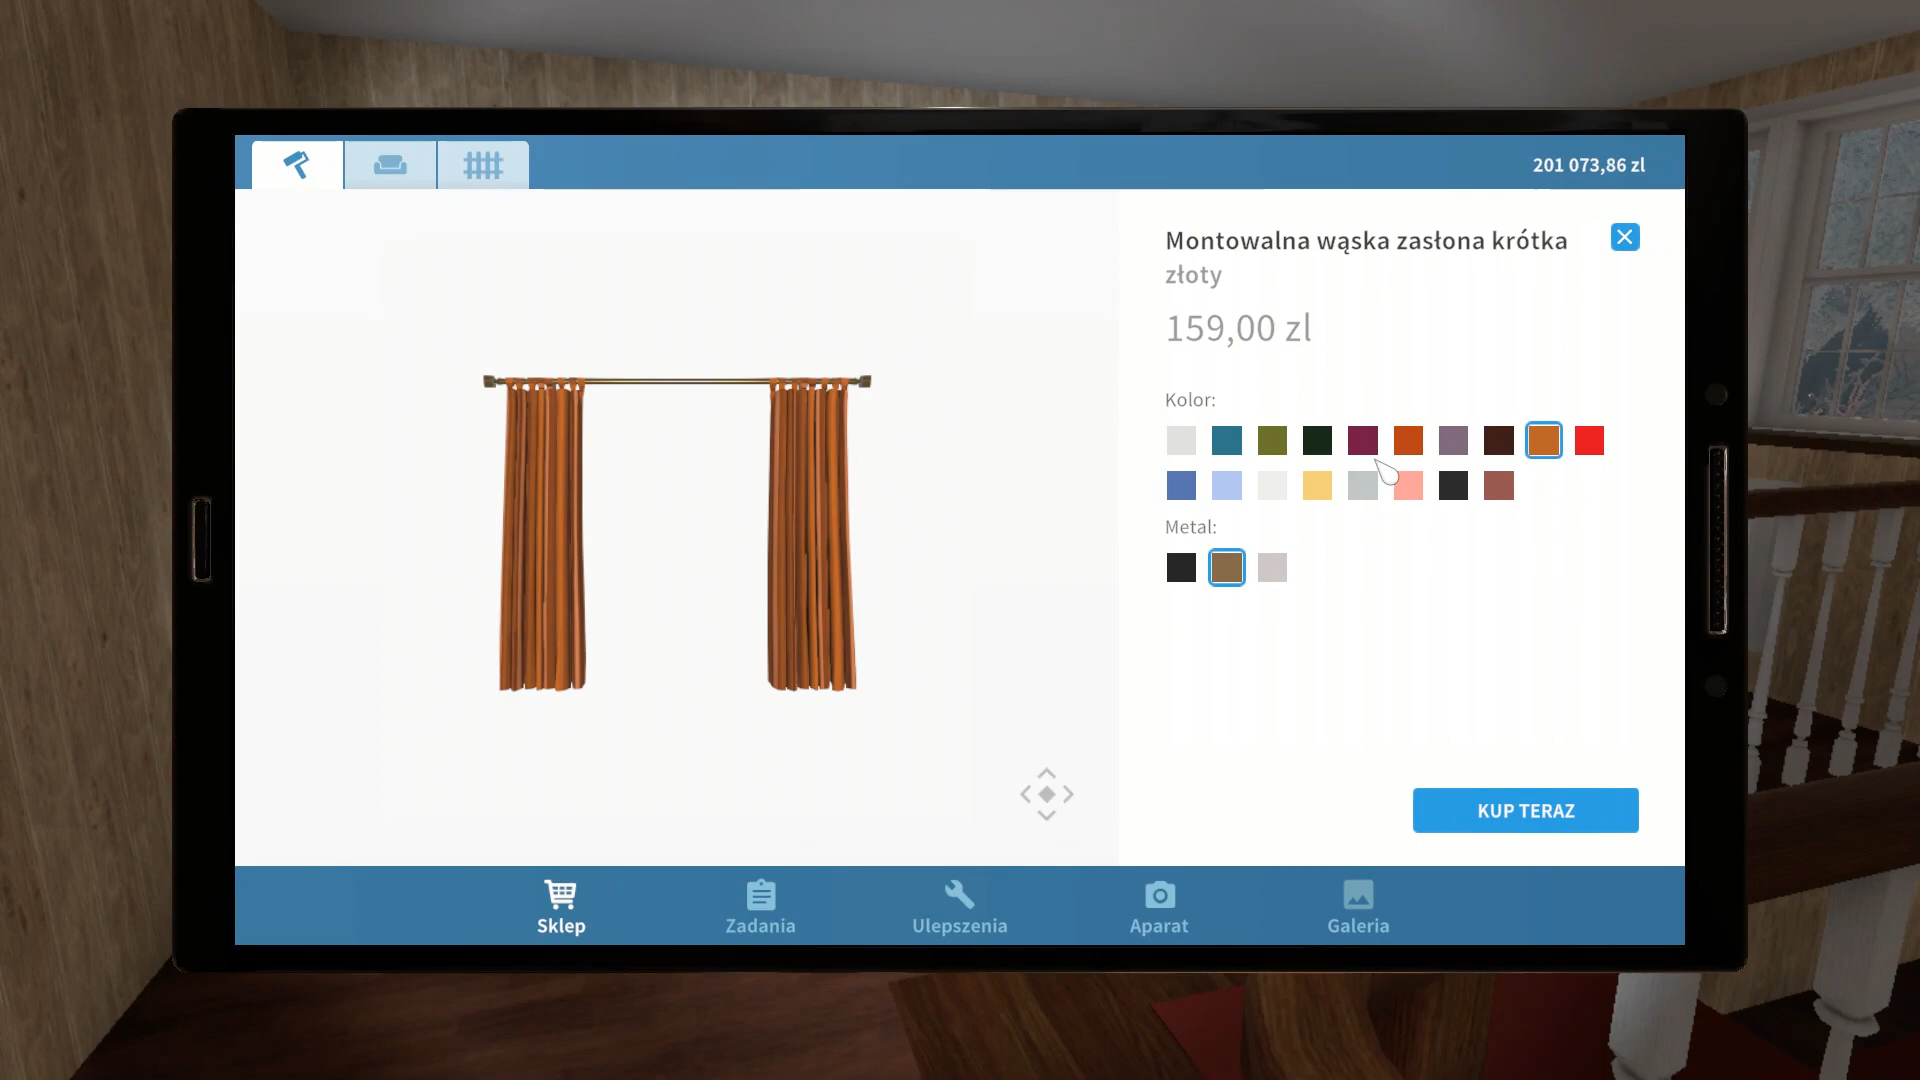 201 073,86 zl
Montowalna wąska zasłona krótka
złoty
159,00 zl
Kolor:
Metal:
KUP TERAZ
Sklep
Zadania
Ulepszenia
Aparat
Galeria